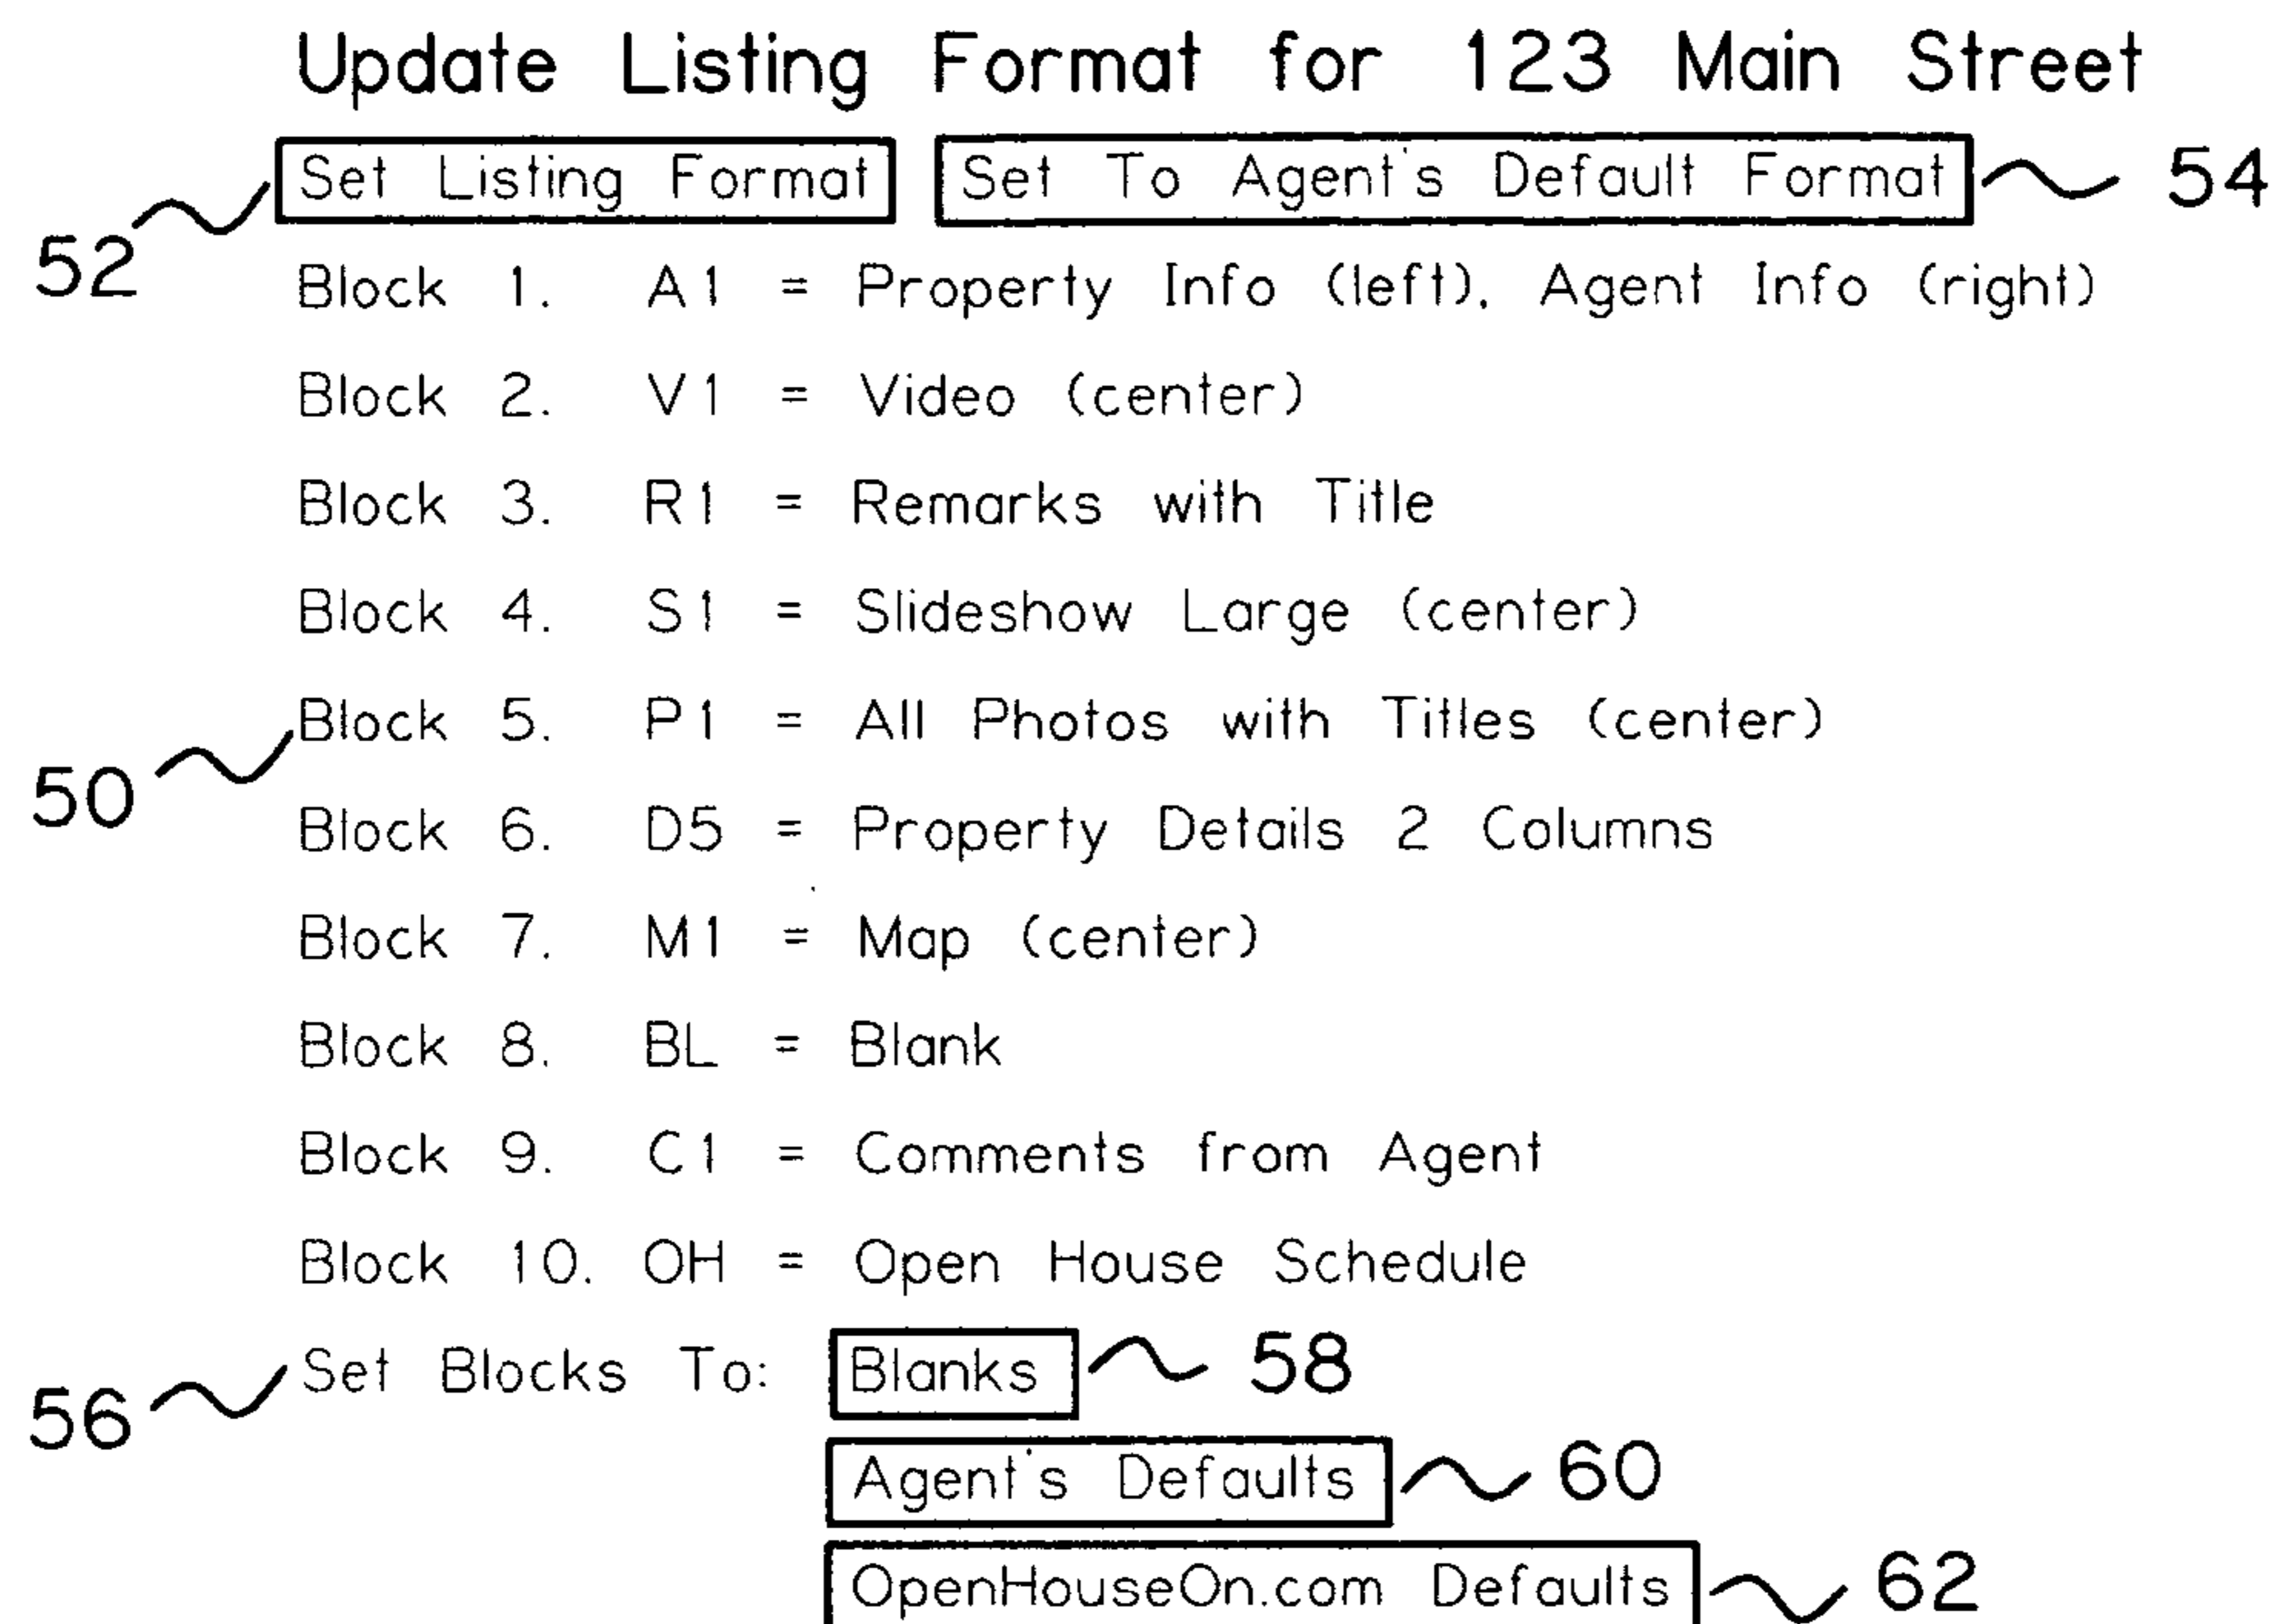 Update Listing Format for 123 Main Street
Set Listing Format Set To Agent's Default Format 54
52
Block 1. A1 = Property Info (left), Agent Info (right)
Block 2. V1 = Video (center)
Block 3. R1 = Remarks with Title
Block 4. S1 = Slideshow Large (center)
Block 5. P1 = All Photos with Titles (center)
50
Block 6. D5 = Property Details 2 Columns
Block 7. M1 = Map (center)
Block 8. BL = Blank
Block 9. C1 = Comments from Agent
Block 10. OH = Open House Schedule
Set Blocks To: Blanks 58
56
Agent's Defaults 60
OpenHouseOn.com Defaults 62